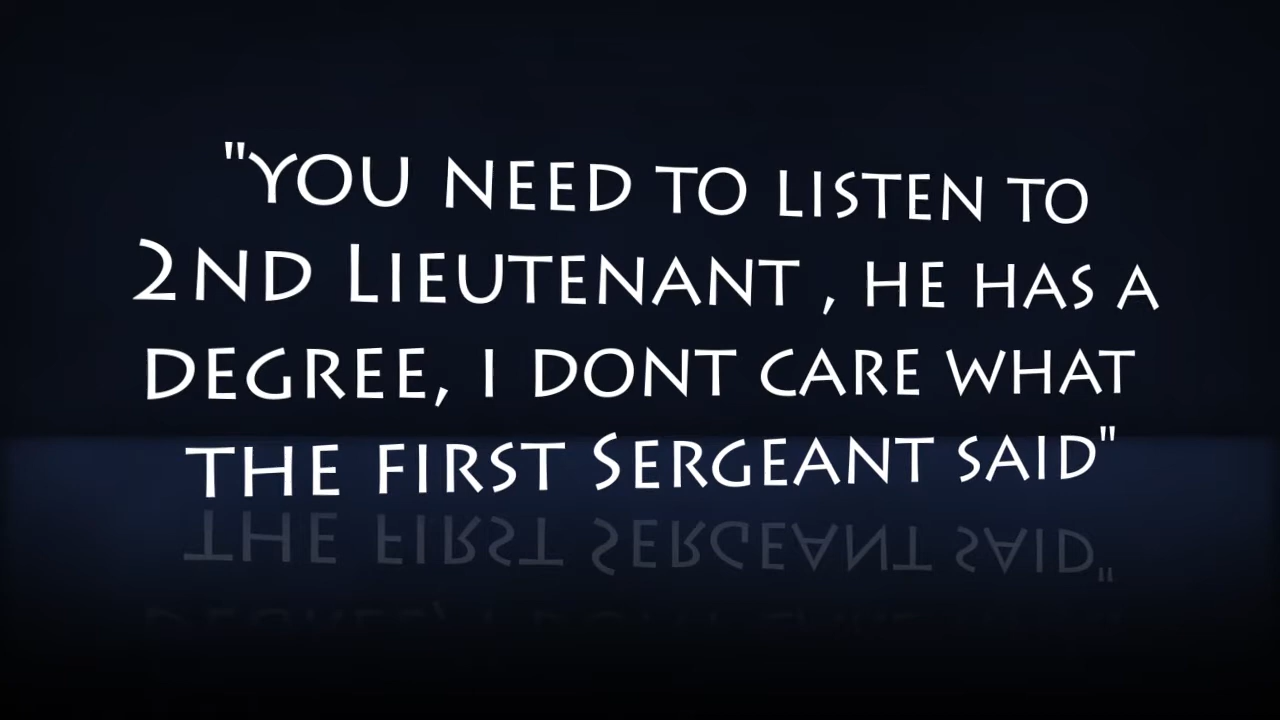 "You need to listen to
2nd Lieutenant , he has a
degree, i dont care what
the first Sergeant said"